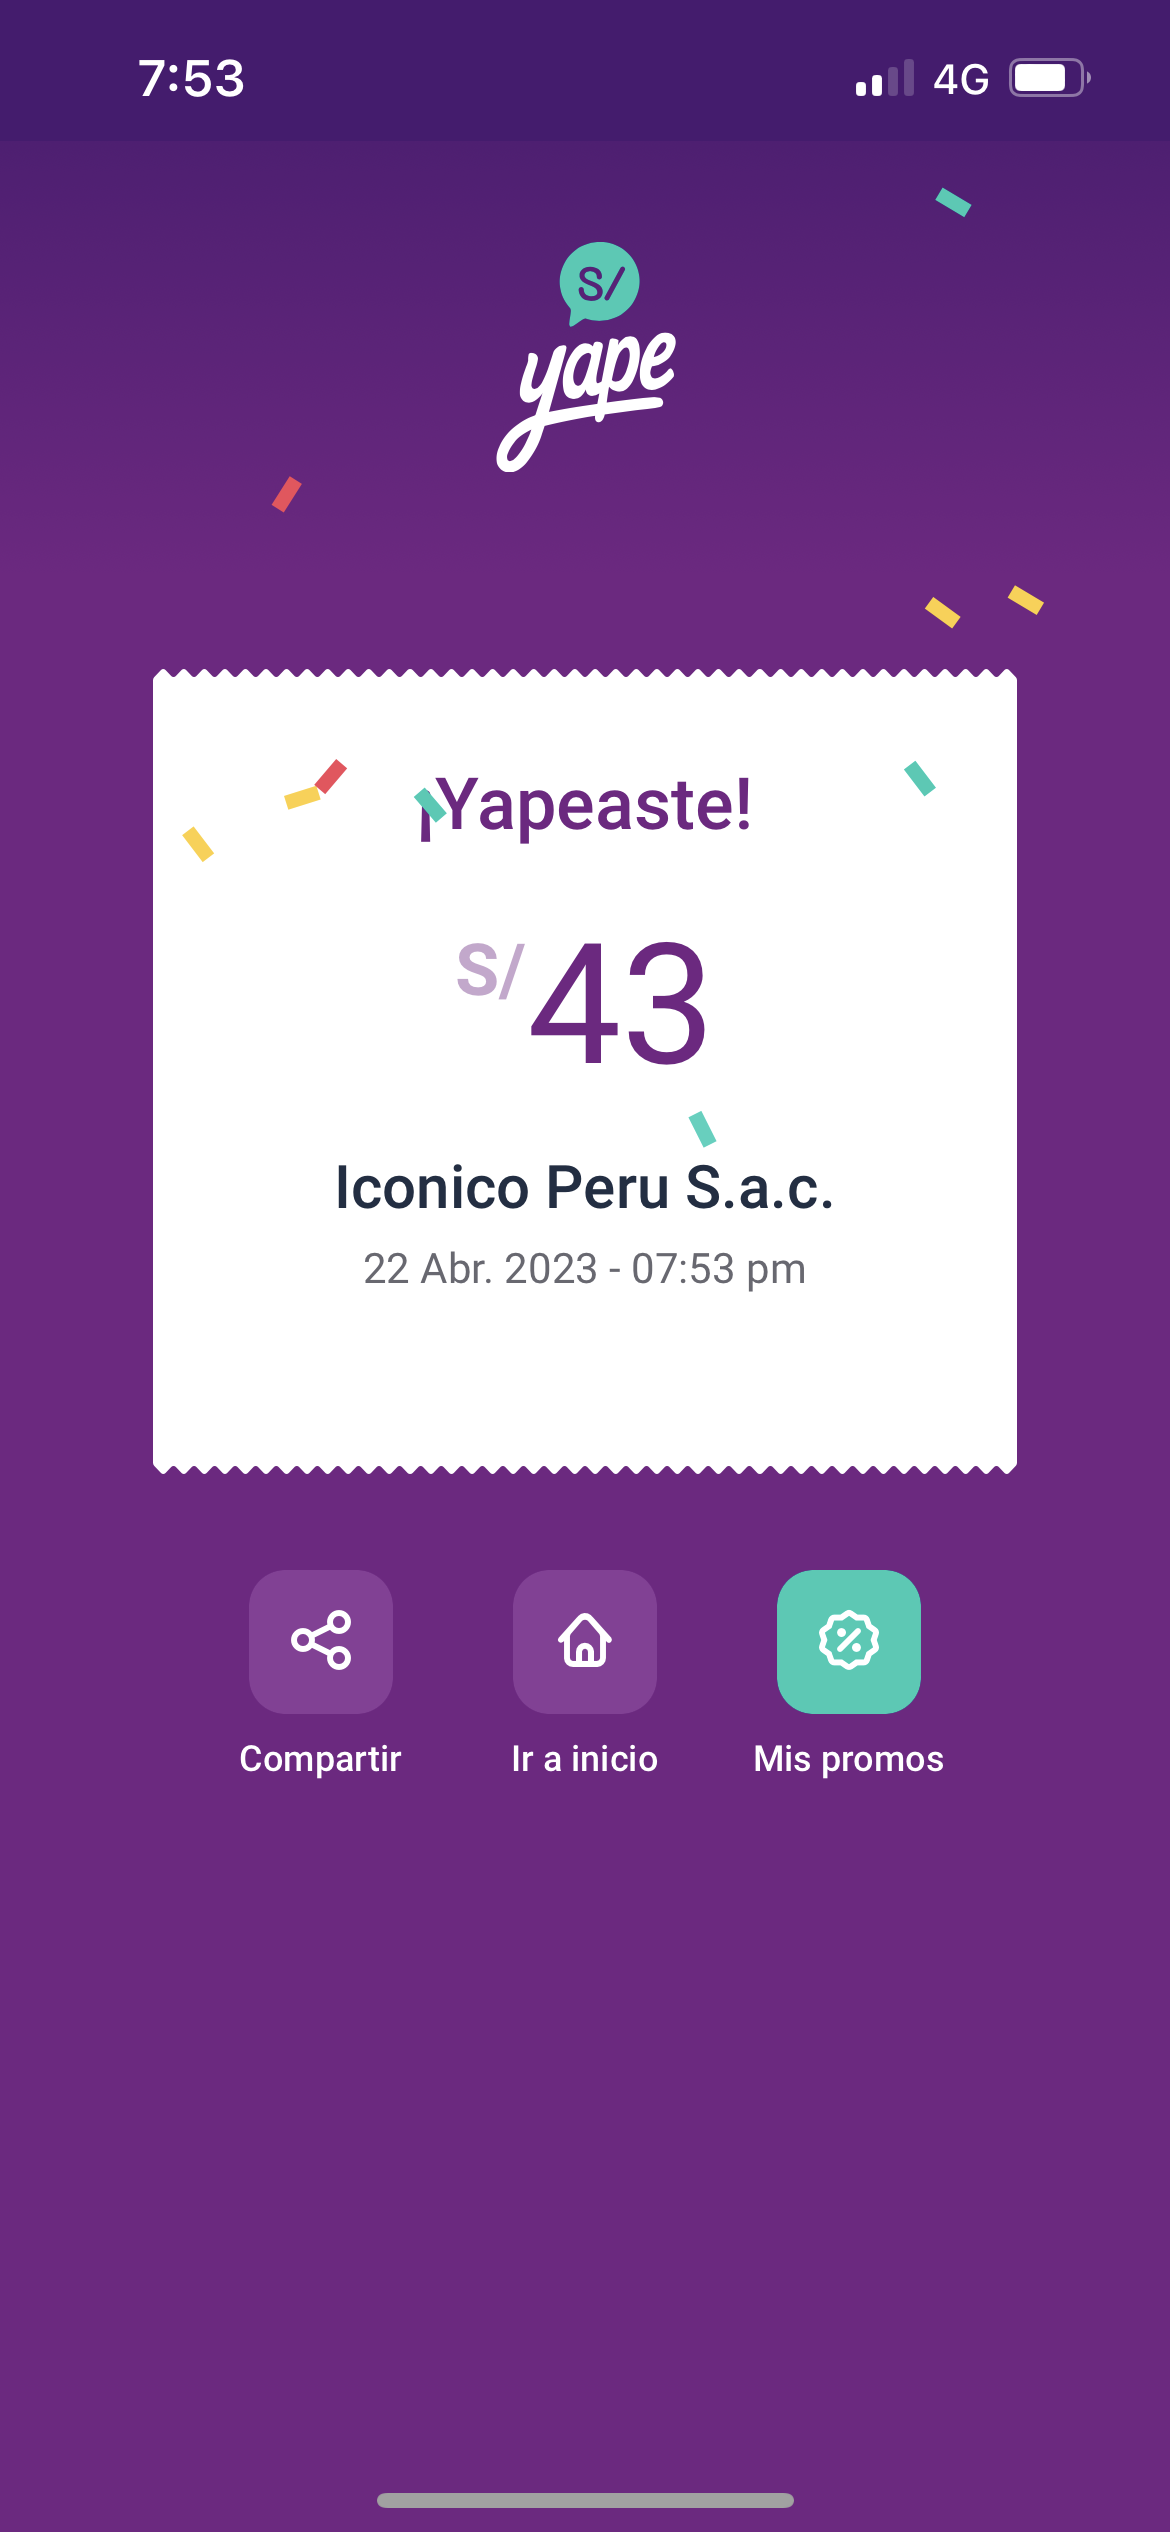 7:53 4G
S/
yape
¡Yapeaste!
S/ 43
Iconico Peru S.a.c.
22 Abr. 2023 - 07:53 pm
Compartir Ir a inicio Mis promos